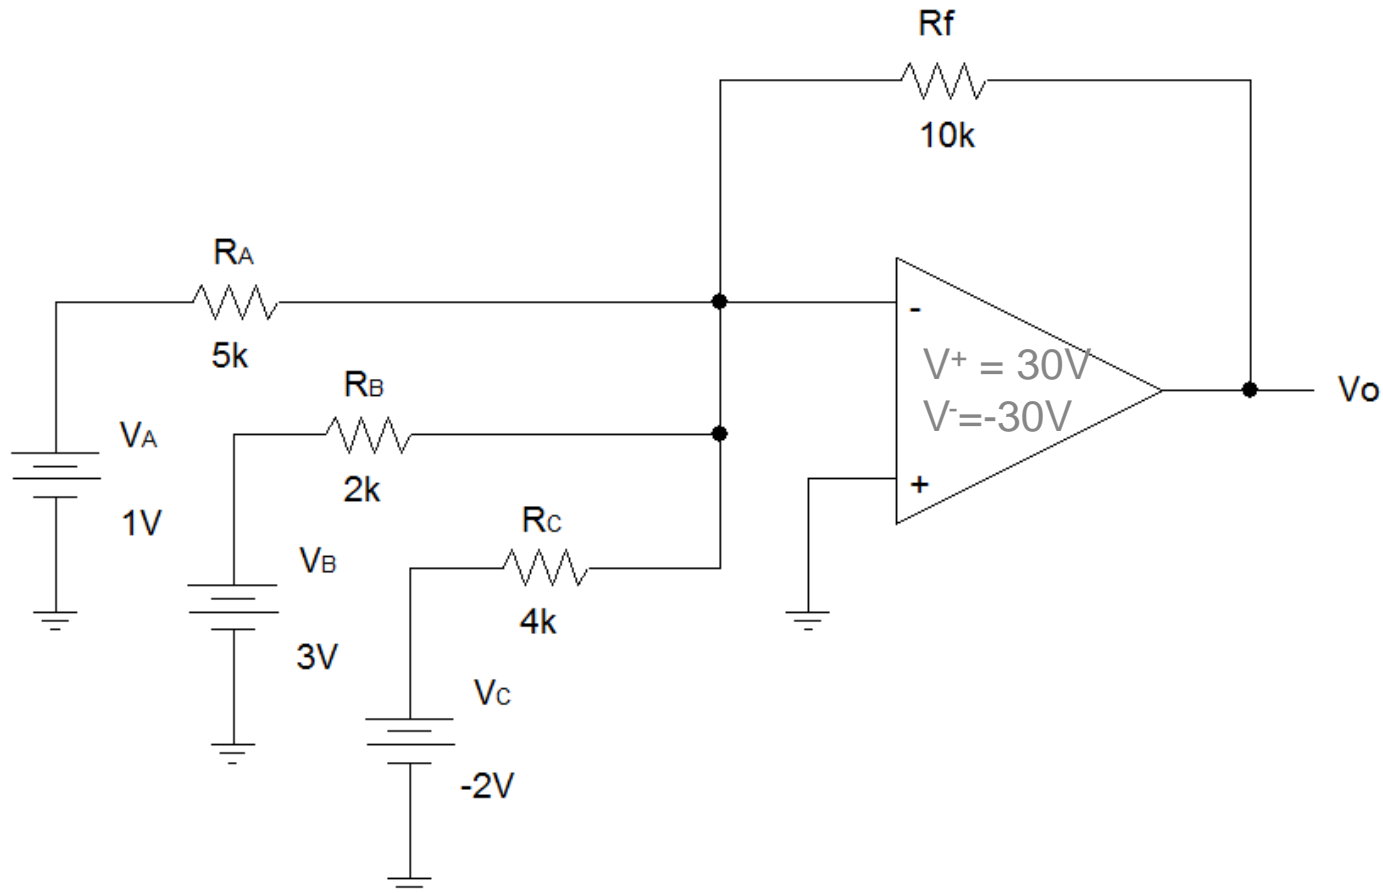 Rf
10k
RA
5k
RB
2k
VA
1V
RC
4k
VB
3V
VC
-2V
-
V+ = 30V
V-=-30V
+
Vo